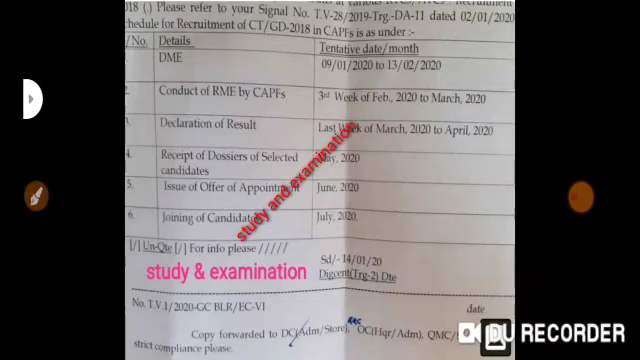 018 (.) Please refer to your Signal No. T.V-28/2019-Trg.-DA-11 dated 02/01/2020
chedule for Recruitment of CT/GD-2018 in CAPFs is as under :-
/No. Details Tentative date/month
DME 09/01/2020 to 13/02/2020
2. Conduct of RME by CAPFs 3rd Week of Feb., 2020 to March, 2020
3. Declaration of Result Last Week of March, 2020 to April, 2020
4. Receipt of Dossiers of Selected candidates May, 2020
5. Issue of Offer of Appointment June, 2020
6. Joining of Candidates July, 2020.
study and examination
[/] Un-Qte [/] For info please /////
Sd/- 14/01/20
study & examination
Digcent(Trg-2) Dte
No. T.V.1/2020-GC BLR/EC-VI date
Copy forwarded to DC(Adm/Store), OC(Hqr/Adm), QMC/
strict compliance please.
DU RECORDER